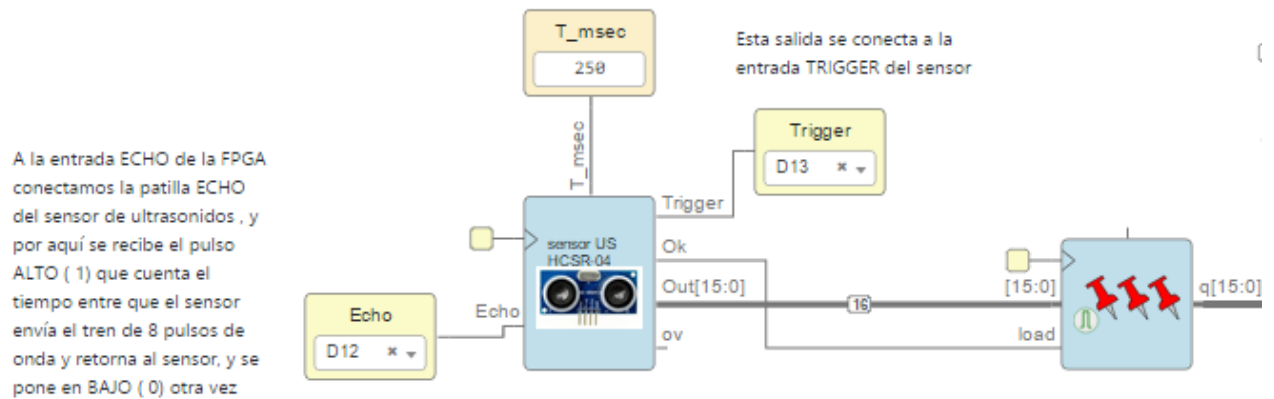 T_msec
250
Esta salida se conecta a la
entrada TRIGGER del sensor
Trigger
D13
T_msec
A la entrada ECHO de la FPGA
conectamos la patilla ECHO
del sensor de ultrasonidos , y
por aquí se recibe el pulso
ALTO ( 1) que cuenta el
tiempo entre que el sensor
envía el tren de 8 pulsos de
onda y retorna al sensor, y se
pone en BAJO ( 0) otra vez
Echo
D12
Echo
sensor US
HCSR-04
Trigger
Ok
Out[15:0]
ov
16
[15:0]
load
q[15:0]